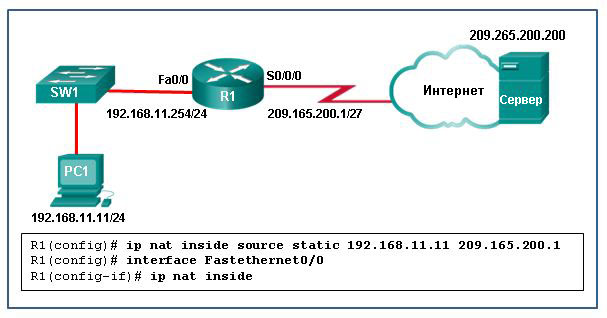 209.265.200.200
Fa0/0
S0/0/0
SW1
R1
Интернет
Сервер
192.168.11.254/24
209.165.200.1/27
PC1
192.168.11.11/24
R1(config)# ip nat inside source static 192.168.11.11 209.165.200.1
R1(config)# interface Fastethernet0/0
R1(config-if)# ip nat inside